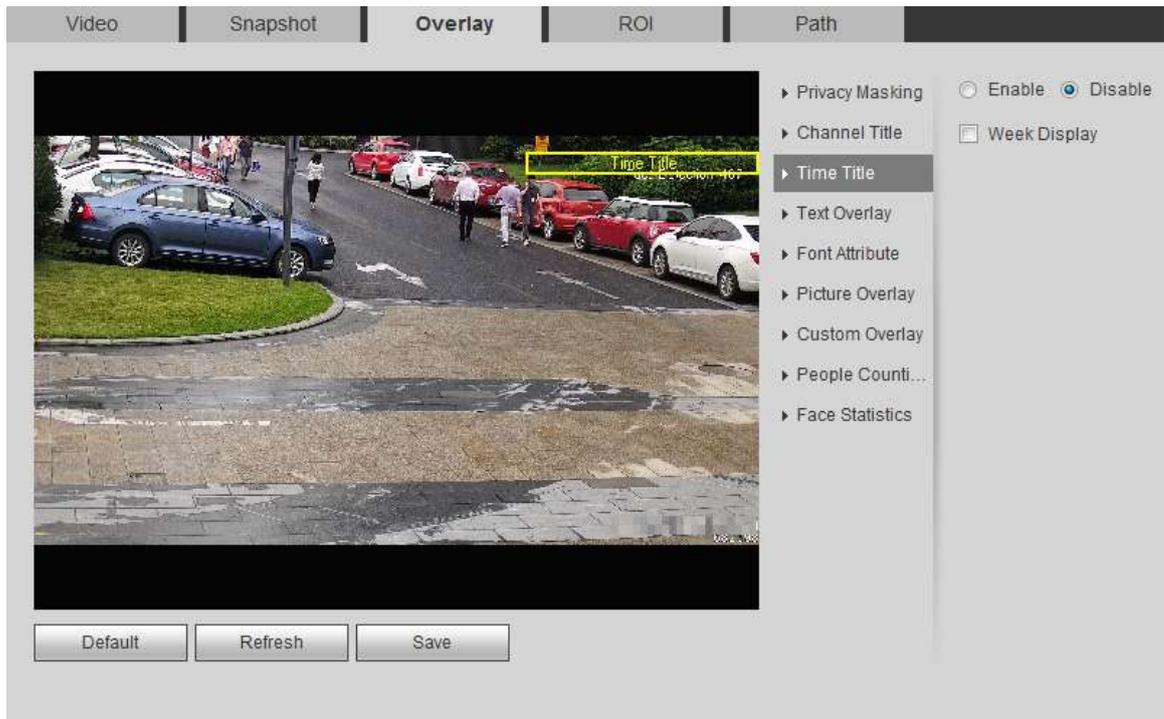 Video Snapshot Overlay ROI Path
Privacy Masking
Enable Disable
Channel Title
Week Display
Time Title
Time Title
Text Overlay
Font Attribute
Picture Overlay
Custom Overlay
People Counti...
Face Statistics
Default Refresh Save